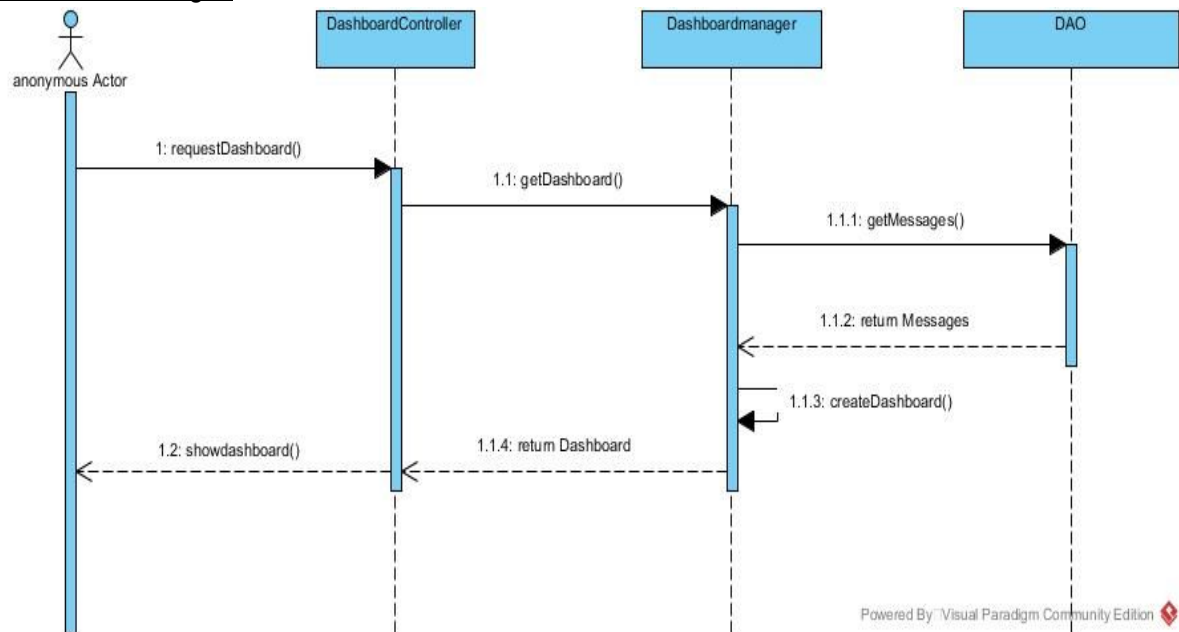 DashboardController
Dashboardmanager
DAO
anonymous Actor
1: requestDashboard()
1.1: getDashboard()
1.1.1: getMessages()
1.1.2: return Messages
1.1.3: createDashboard()
1.1.4: return Dashboard
1.2: showdashboard()
Powered By Visual Paradigm Community Edition